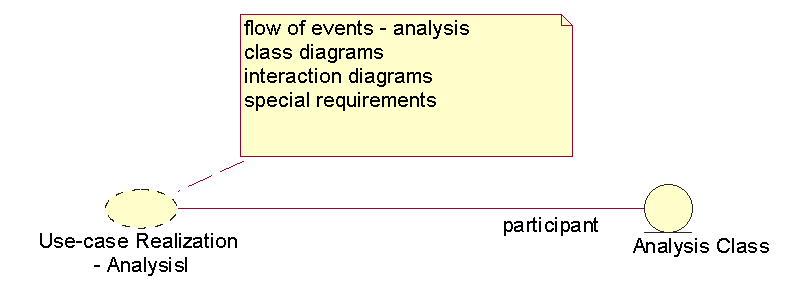 flow of events - analysis
class diagrams
interaction diagrams
special requirements
participant
Use-case Realization
- Analysisl
Analysis Class